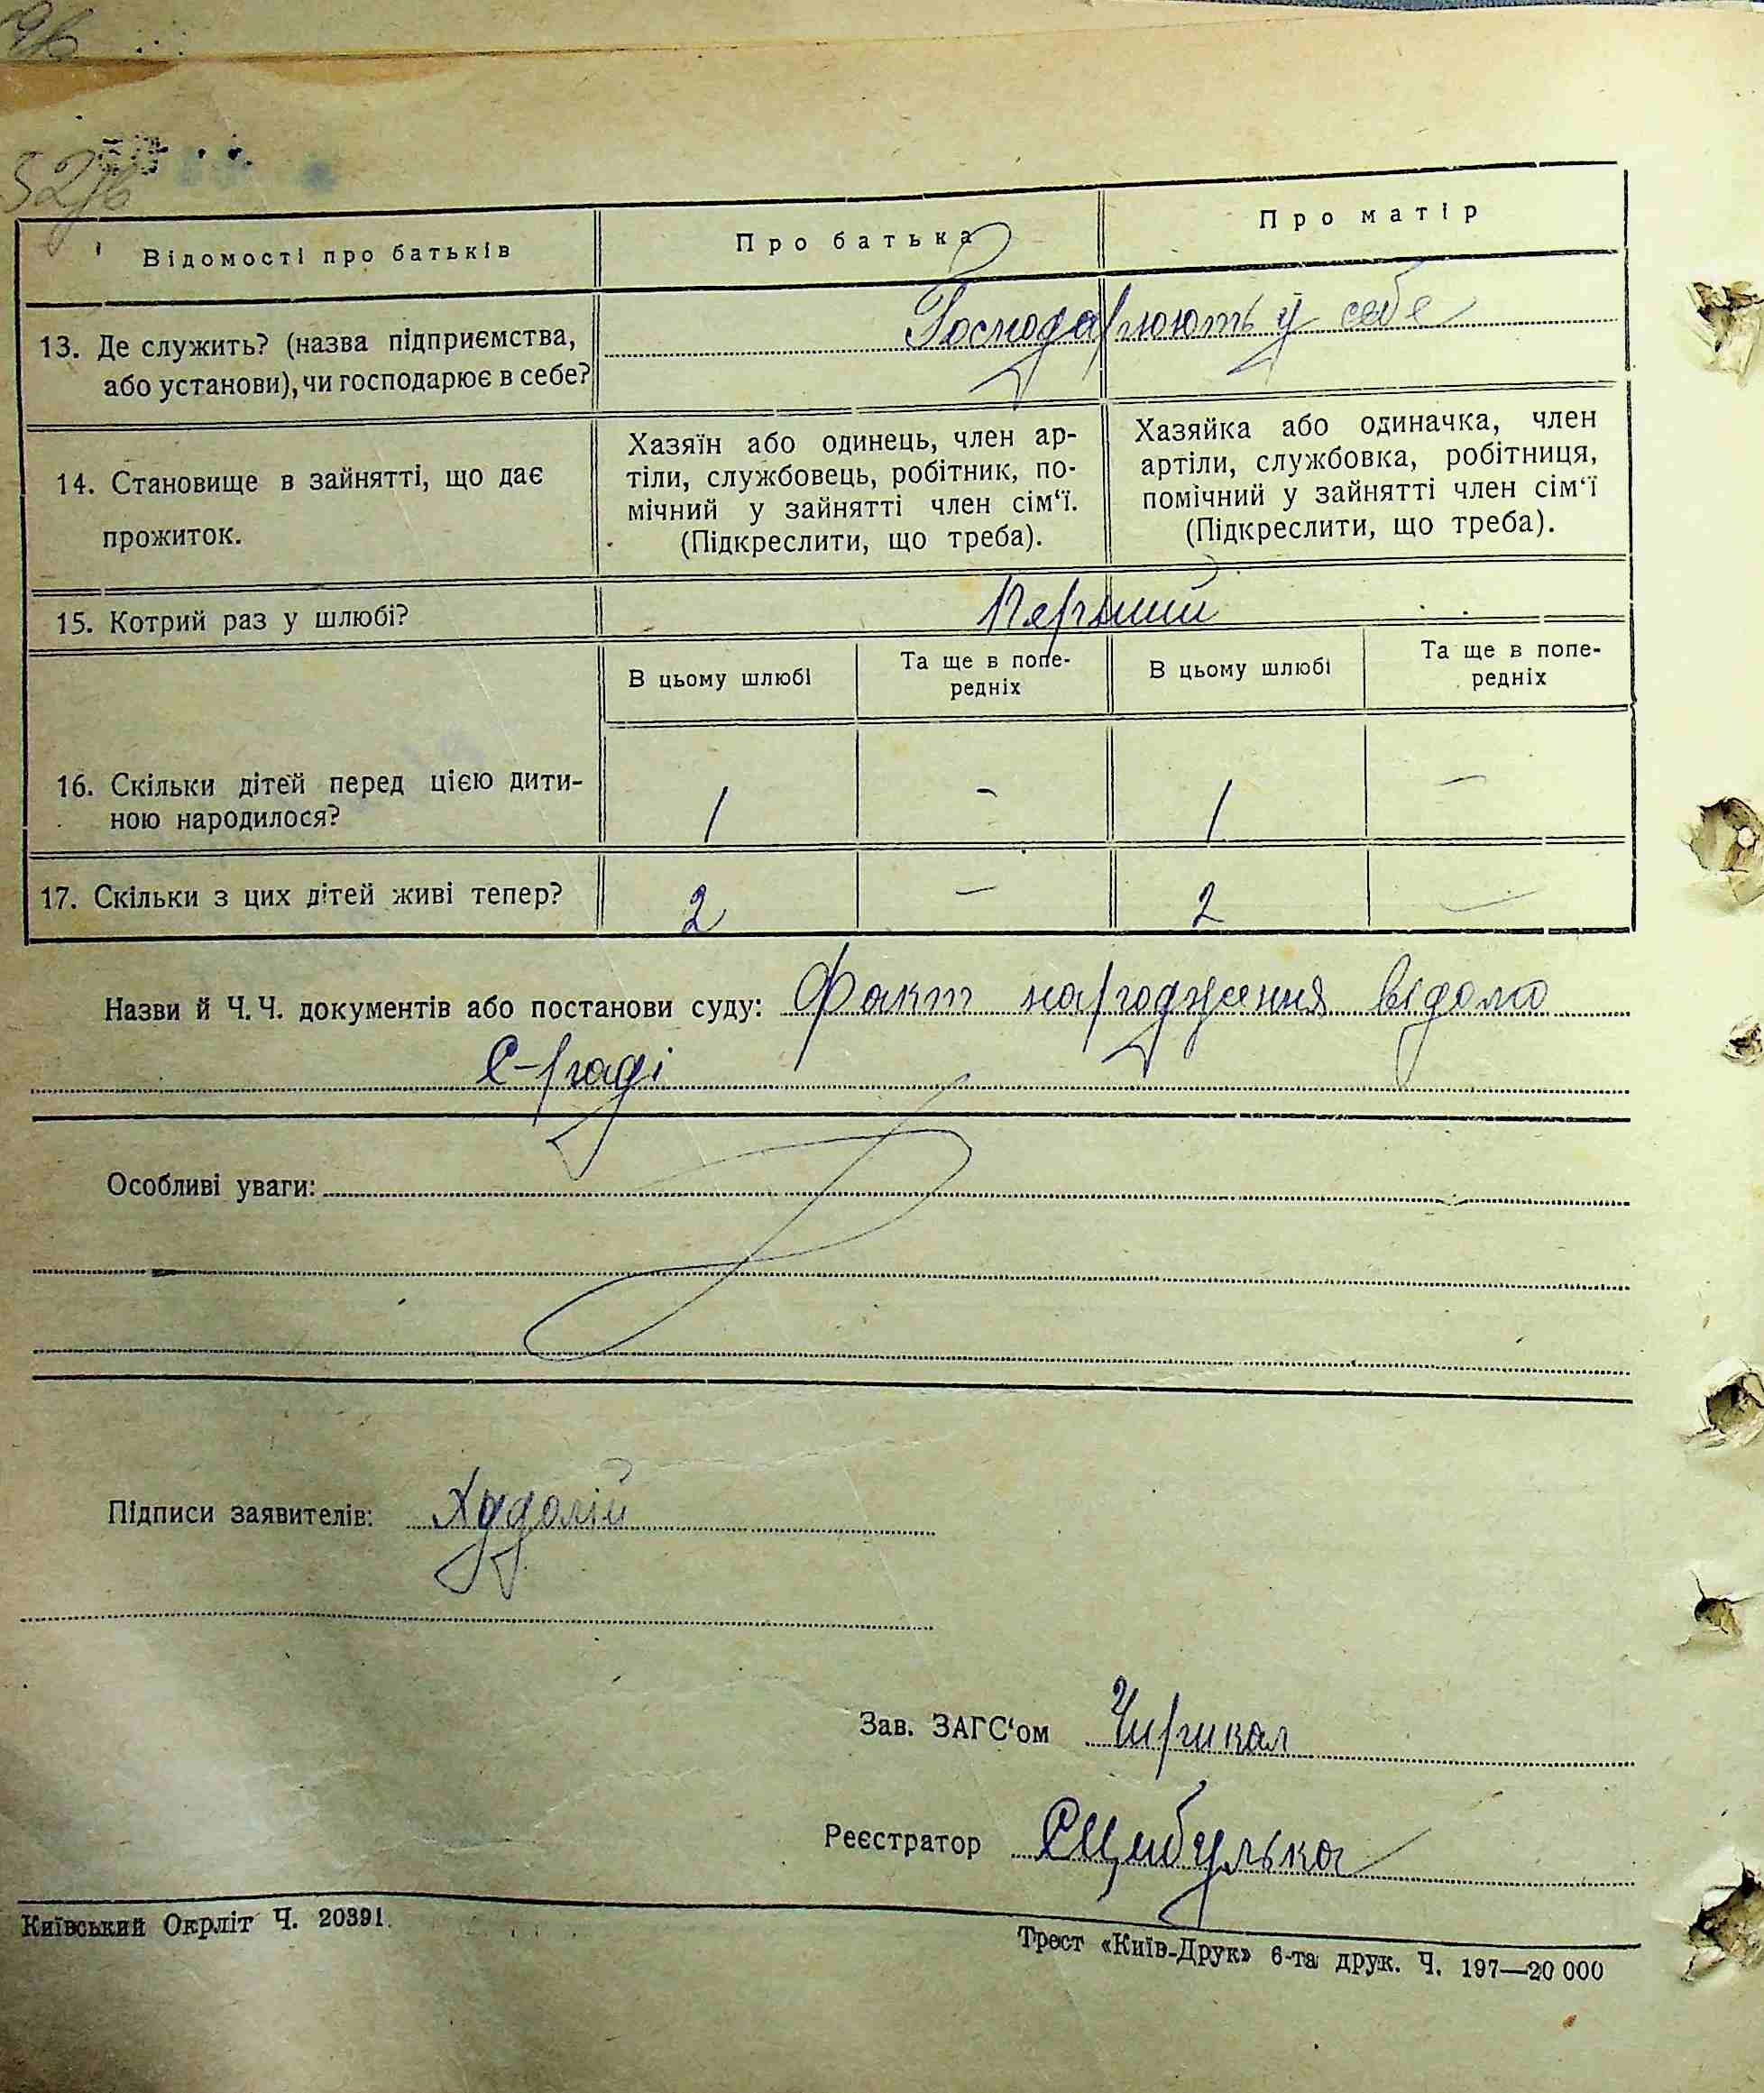 52зв
Відомості про батьків Про батька Про матір
13. Де служить? (назва підприємства, або установи), чи господарює в себе? Господарюють у себе
14. Становище в зайнятті, що дає прожиток.
Хазяїн або одинець, член ар-
тіли, службовець, робітник, по-
мічний у зайнятті член сім‘ї.
(Підкреслити, що треба).
Хазяйка або одиначка, член
артіли, службовка, робітниця,
помічний у зайнятті член сім‘ї
(Підкреслити, що треба).
15. Котрий раз у шлюбі? Перший
В цьому шлюбі Та ще в попе-редніх В цьому шлюбі Та ще в попе-редніх
16. Скільки дітей перед цією дити-
ною народилося? 1 - 1 -
17. Скільки з цих дітей живі тепер? 2 - 2 -
Назви й Ч.Ч. документів або постанови суду: Факт народження відомо
С-раді
Особливі уваги:
Підписи заявителів: Худолій
Зав. ЗАГС‘ом Чирикал
Реєстратор СЦибулька
Київський Окрліт Ч. 20391.
Трест «Київ-Друк» 6-та друк. Ч. 197—20 000